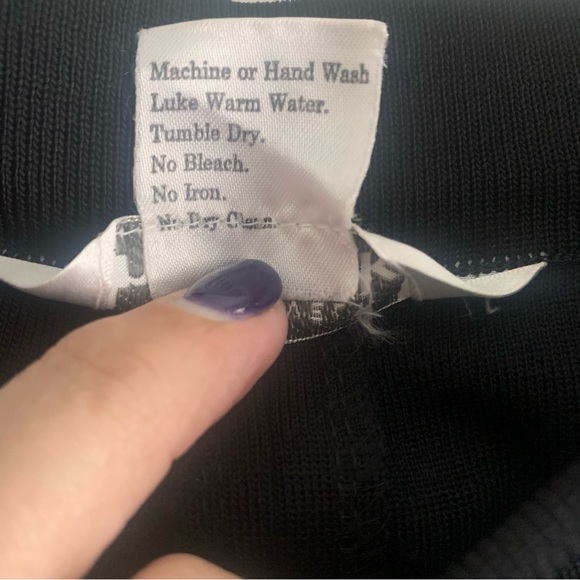 Machine or Hand Wash
Luke Warm Water.
Tumble Dry.
No Bleach.
No Iron.
No Dry Clean.